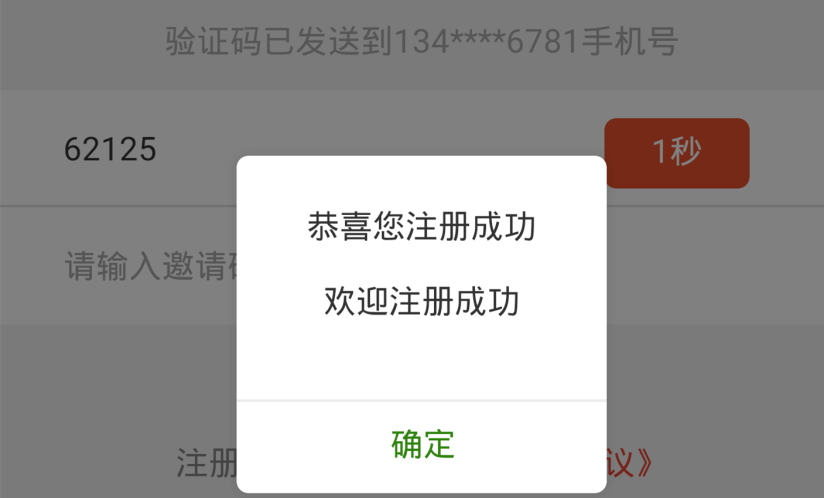 验证码已发送到134****6781手机号
62125
1秒
恭喜您注册成功
欢迎注册成功
请输入邀请
确定
注册
议》